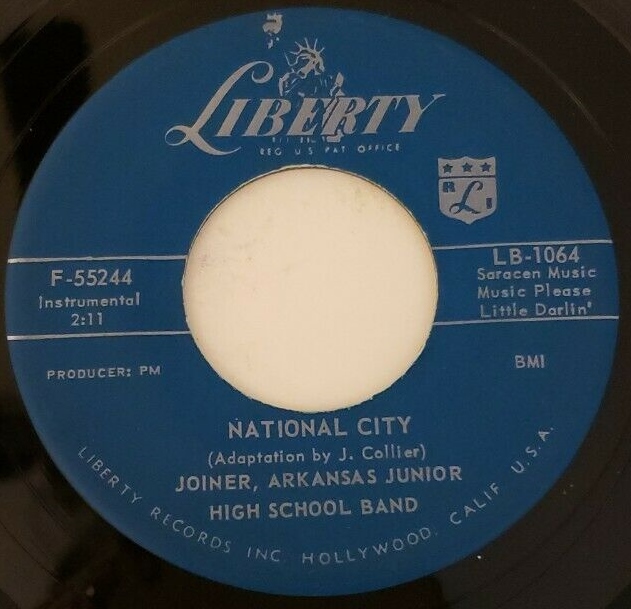 LIBERTY
REG U S PAT OFFICE
R L I
F-55244
Instrumental
2:11
LB-1064
Saracen Music
Music Please
Little Darlin'
PRODUCER: PM
BMI
NATIONAL CITY
(Adaptation by J. Collier)
JOINER, ARKANSAS JUNIOR
HIGH SCHOOL BAND
LIBERTY RECORDS INC. HOLLYWOOD, CALIF U.S.A.